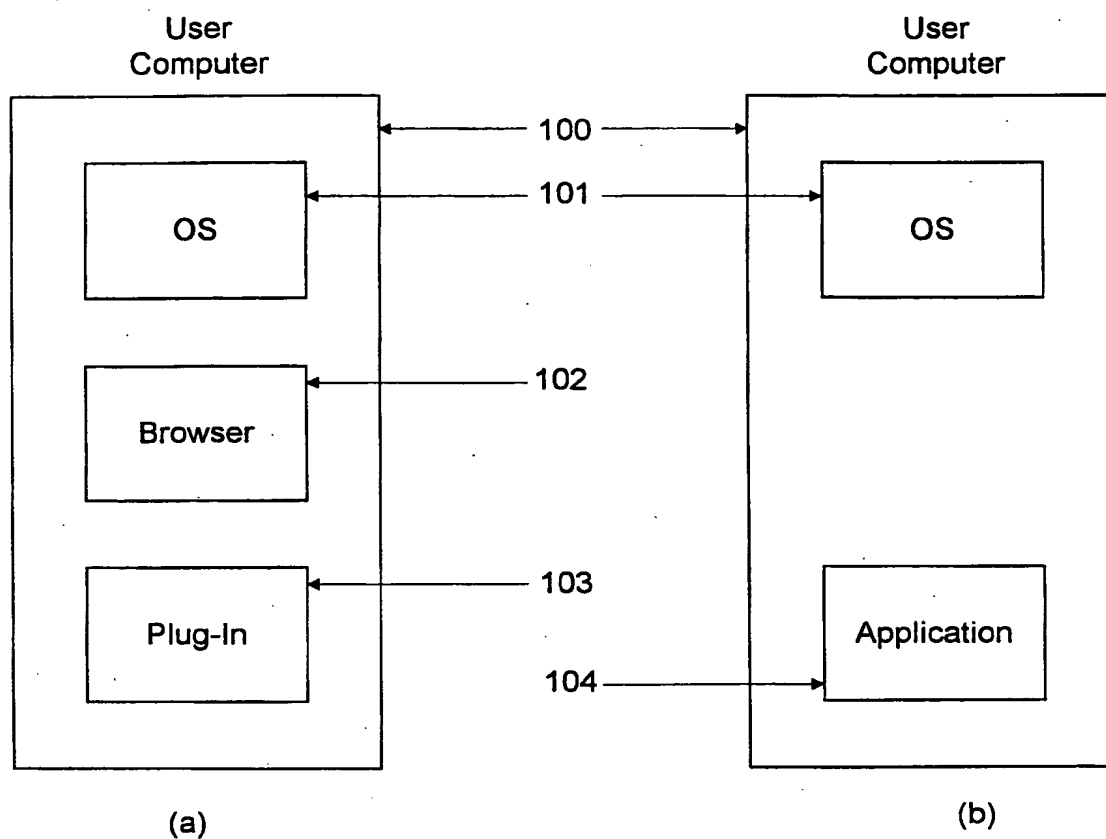 User
Computer
User
Computer
100
101
OS
OS
102
Browser
103
Plug-In
Application
104
(a)
(b)